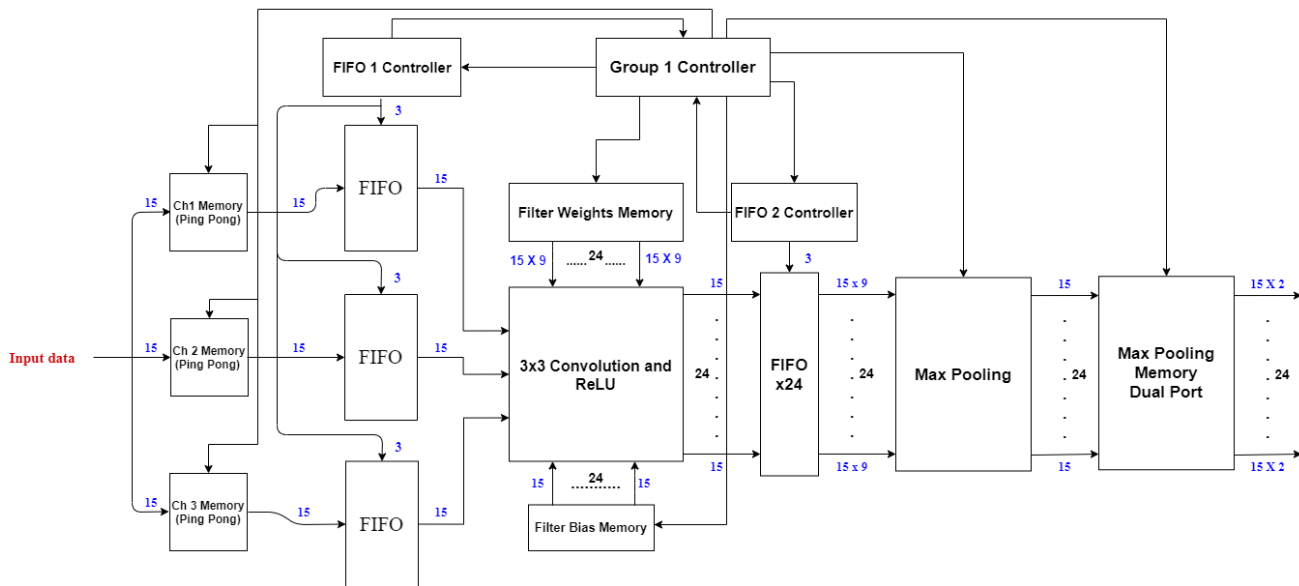 FIFO 1 Controller
Group 1 Controller
3
FIFO
15
15
Ch1 Memory
(Ping Pong)
15
Filter Weights Memory
FIFO 2 Controller
15 X 9
...... 24 ......
15 X 9
3
3
Input data
15
Ch 2 Memory
(Ping Pong)
15
FIFO
15
3x3 Convolution and
ReLU
15
24
15
FIFO
x24
15 x 9
24
15 x 9
Max Pooling
15
24
15
Max Pooling
Memory
Dual Port
15 X 2
24
15 X 2
3
15
Ch 3 Memory
(Ping Pong)
15
FIFO
15
15
24
...........
15
Filter Bias Memory